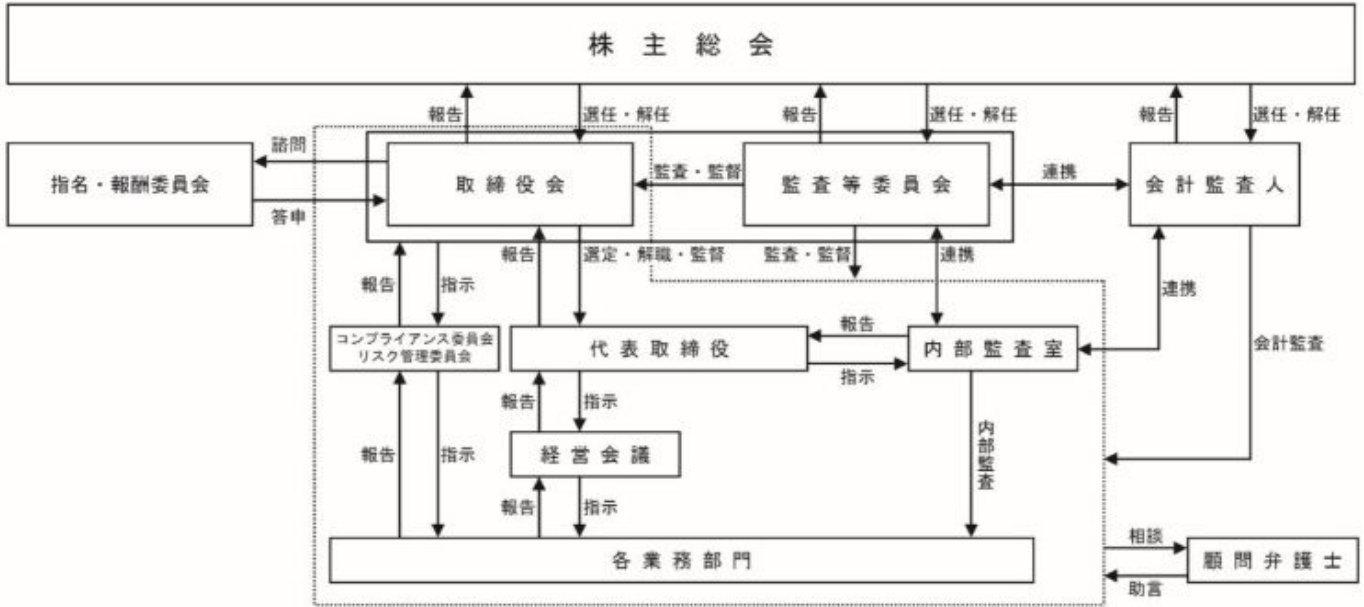 株主総会
報告
選任・解任
報告
選任・解任
報告
選任・解任
諮問
指名・報酬委員会
答申
取締役会
監査・監督
監査等委員会
連携
会計監査人
報告
選定・解職・監督
監査・監督
連携
報告
指示
連携
コンプライアンス委員会
リスク管理委員会
代表取締役
報告
指示
内部監査室
会計監査
報告
指示
報告
指示
経営会議
内部監査
報告
指示
各業務部門
相談
助言
顧問弁護士